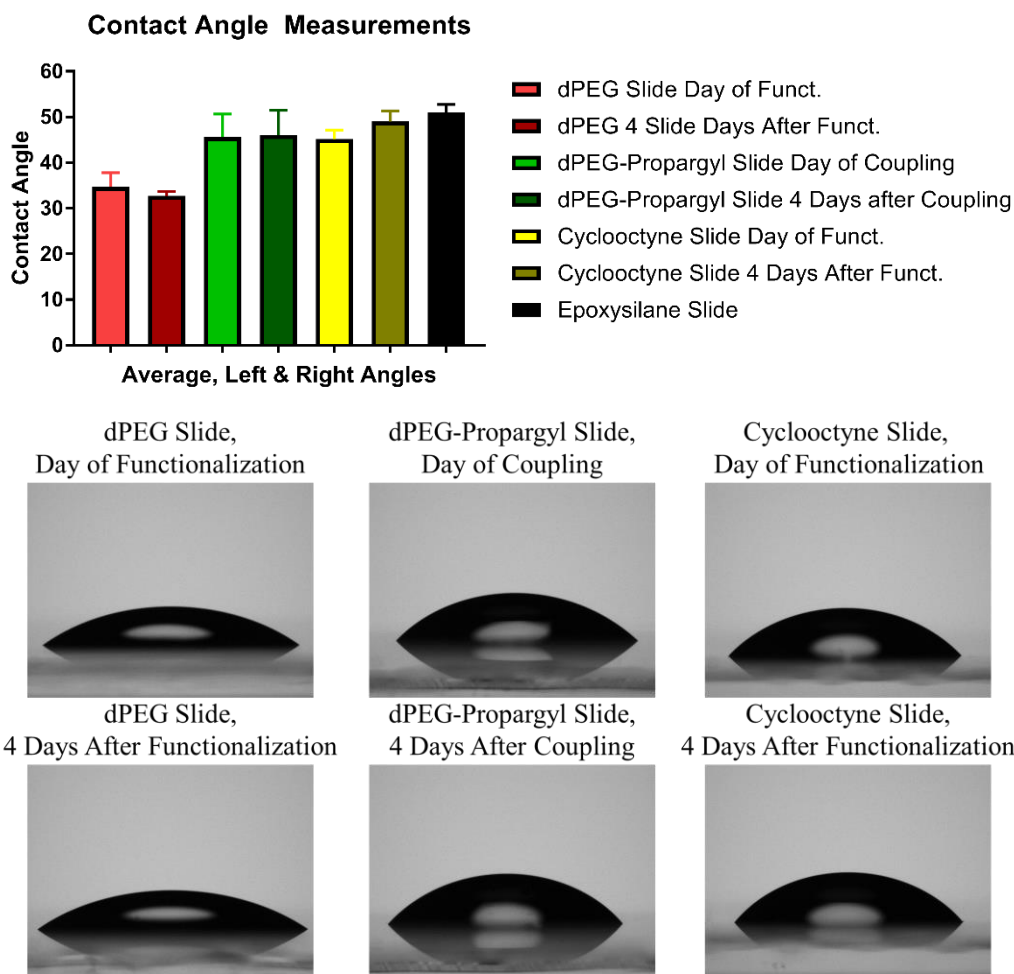 Contact Angle Measurements
Contact Angle
60
50
40
30
20
10
0
Average, Left & Right Angles
dPEG Slide Day of Funct.
dPEG 4 Slide Days After Funct.
dPEG-Propargyl Slide Day of Coupling
dPEG-Propargyl Slide 4 Days after Coupling
Cyclooctyne Slide Day of Funct.
Cyclooctyne Slide 4 Days After Funct.
Epoxysilane Slide
dPEG Slide,
Day of Functionalization
dPEG-Propargyl Slide,
Day of Coupling
Cyclooctyne Slide,
Day of Functionalization
dPEG Slide,
4 Days After Functionalization
dPEG-Propargyl Slide,
4 Days After Coupling
Cyclooctyne Slide,
4 Days After Functionalization